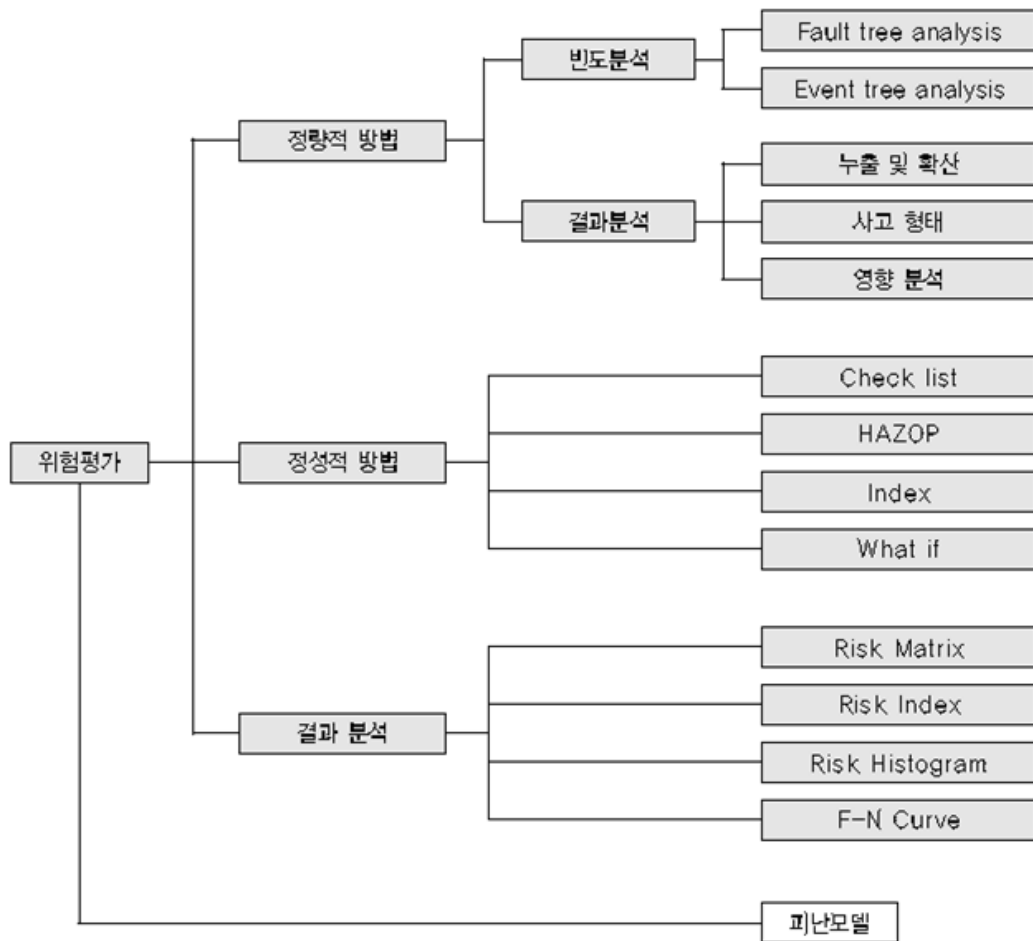 Fault tree analysis
빈도분석
Event tree analysis
정량적 방법
누출 및 확산
결과분석
사고 형태
영향 분석
Check list
HAZOP
위험평가
정성적 방법
Index
What if
Risk Matrix
Risk Index
결과 분석
Risk Histogram
F-N Curve
피난모델